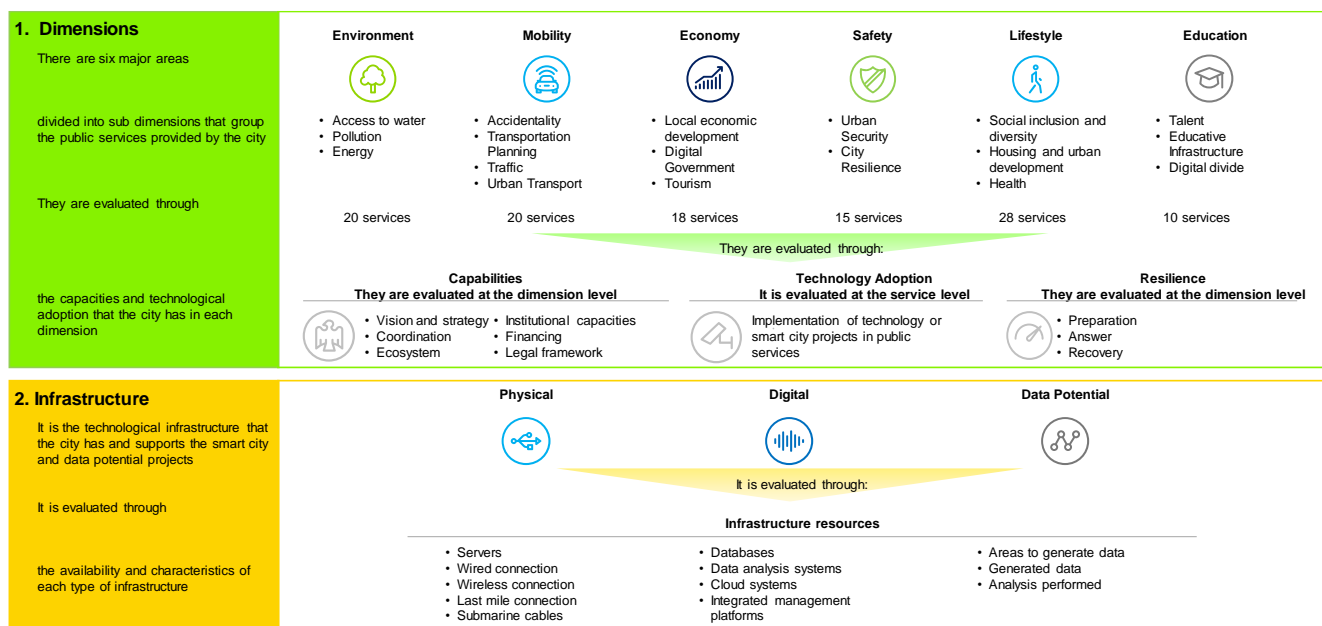 1. Dimensions
There are six major areas
divided into sub dimensions that group
the public services provided by the city
They are evaluated through
the capacities and technological
adoption that the city has in each
dimension
Environment
• Access to water
• Pollution
• Energy
20 services
Mobility
• Accidentality
• Transportation
Planning
• Traffic
• Urban Transport
20 services
Economy
• Local economic
development
• Digital
Government
• Tourism
18 services
Safety
• Urban
Security
• City
Resilience
15 services
Lifestyle
• Social inclusion and
diversity
• Housing and urban
development
• Health
28 services
Education
• Talent
• Educative
Infrastructure
• Digital divide
10 services
They are evaluated through:
Capabilities
They are evaluated at the dimension level
• Vision and strategy
• Coordination
• Ecosystem
• Institutional capacities
• Financing
• Legal framework
Technology Adoption
It is evaluated at the service level
Implementation of technology or
smart city projects in public
services
Resilience
They are evaluated at the dimension level
• Preparation
• Answer
• Recovery
2. Infrastructure
It is the technological infrastructure that
the city has and supports the smart city
and data potential projects
It is evaluated through
the availability and characteristics of
each type of infrastructure
Physical
Digital
Data Potential
It is evaluated through:
Infrastructure resources
• Servers
• Wired connection
• Wireless connection
• Last mile connection
• Submarine cables
• Databases
• Data analysis systems
• Cloud systems
• Integrated management
platforms
• Areas to generate data
• Generated data
• Analysis performed